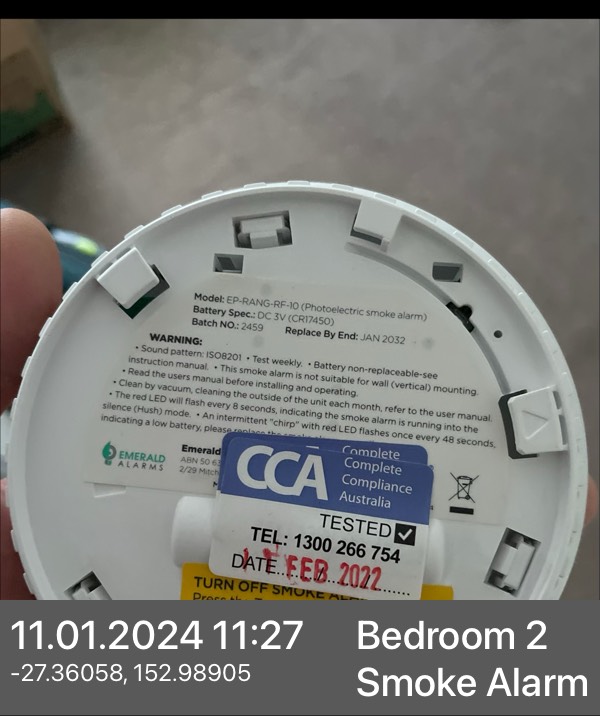 Model: EP-RANG-RF-10 (Photoelectric smoke alarm)
Battery Spec.: DC 3V (CR17450)
Batch NO.: 2459 Replace By End: JAN 2032
WARNING:
• Sound pattern: ISO8201 • Test weekly. • Battery non-replaceable-see
instruction manual. • This smoke alarm is not suitable for wall (vertical) mounting.
• Read the users manual before installing and operating.
• Clean by vacuum, cleaning the outside of the unit each month, refer to the user manual.
• The red LED will flash every 8 seconds, indicating the smoke alarm is running into the
silence (Hush) mode. • An intermittent "chirp" with red LED flashes once every 48 seconds,
indicating a low battery, please
EMERALD
ALARMS
Emerald
ABN 50
2/29
Complete
CCA
Complete
Compliance
Australia
TESTED
TEL: 1300 266 754
DATE FEB 2022
TURN OFF SMOKE
Press the
11.01.2024 11:27
-27.36058, 152.98905
Bedroom 2
Smoke Alarm